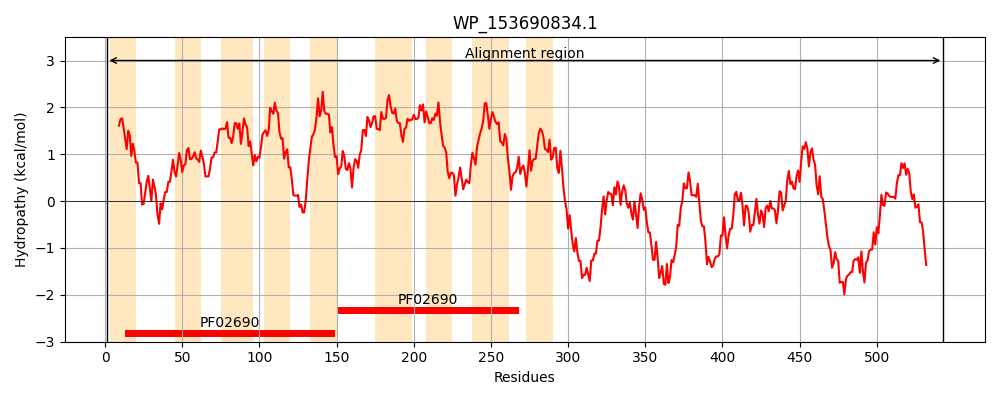 WP_153690834.1
Alignment region
3
2
1
0
−1
−2
−3
Hydropathy (kcal/mol)
PF02690
PF02690
0 50 100 150 200 250 300 350 400 450 500
Residues